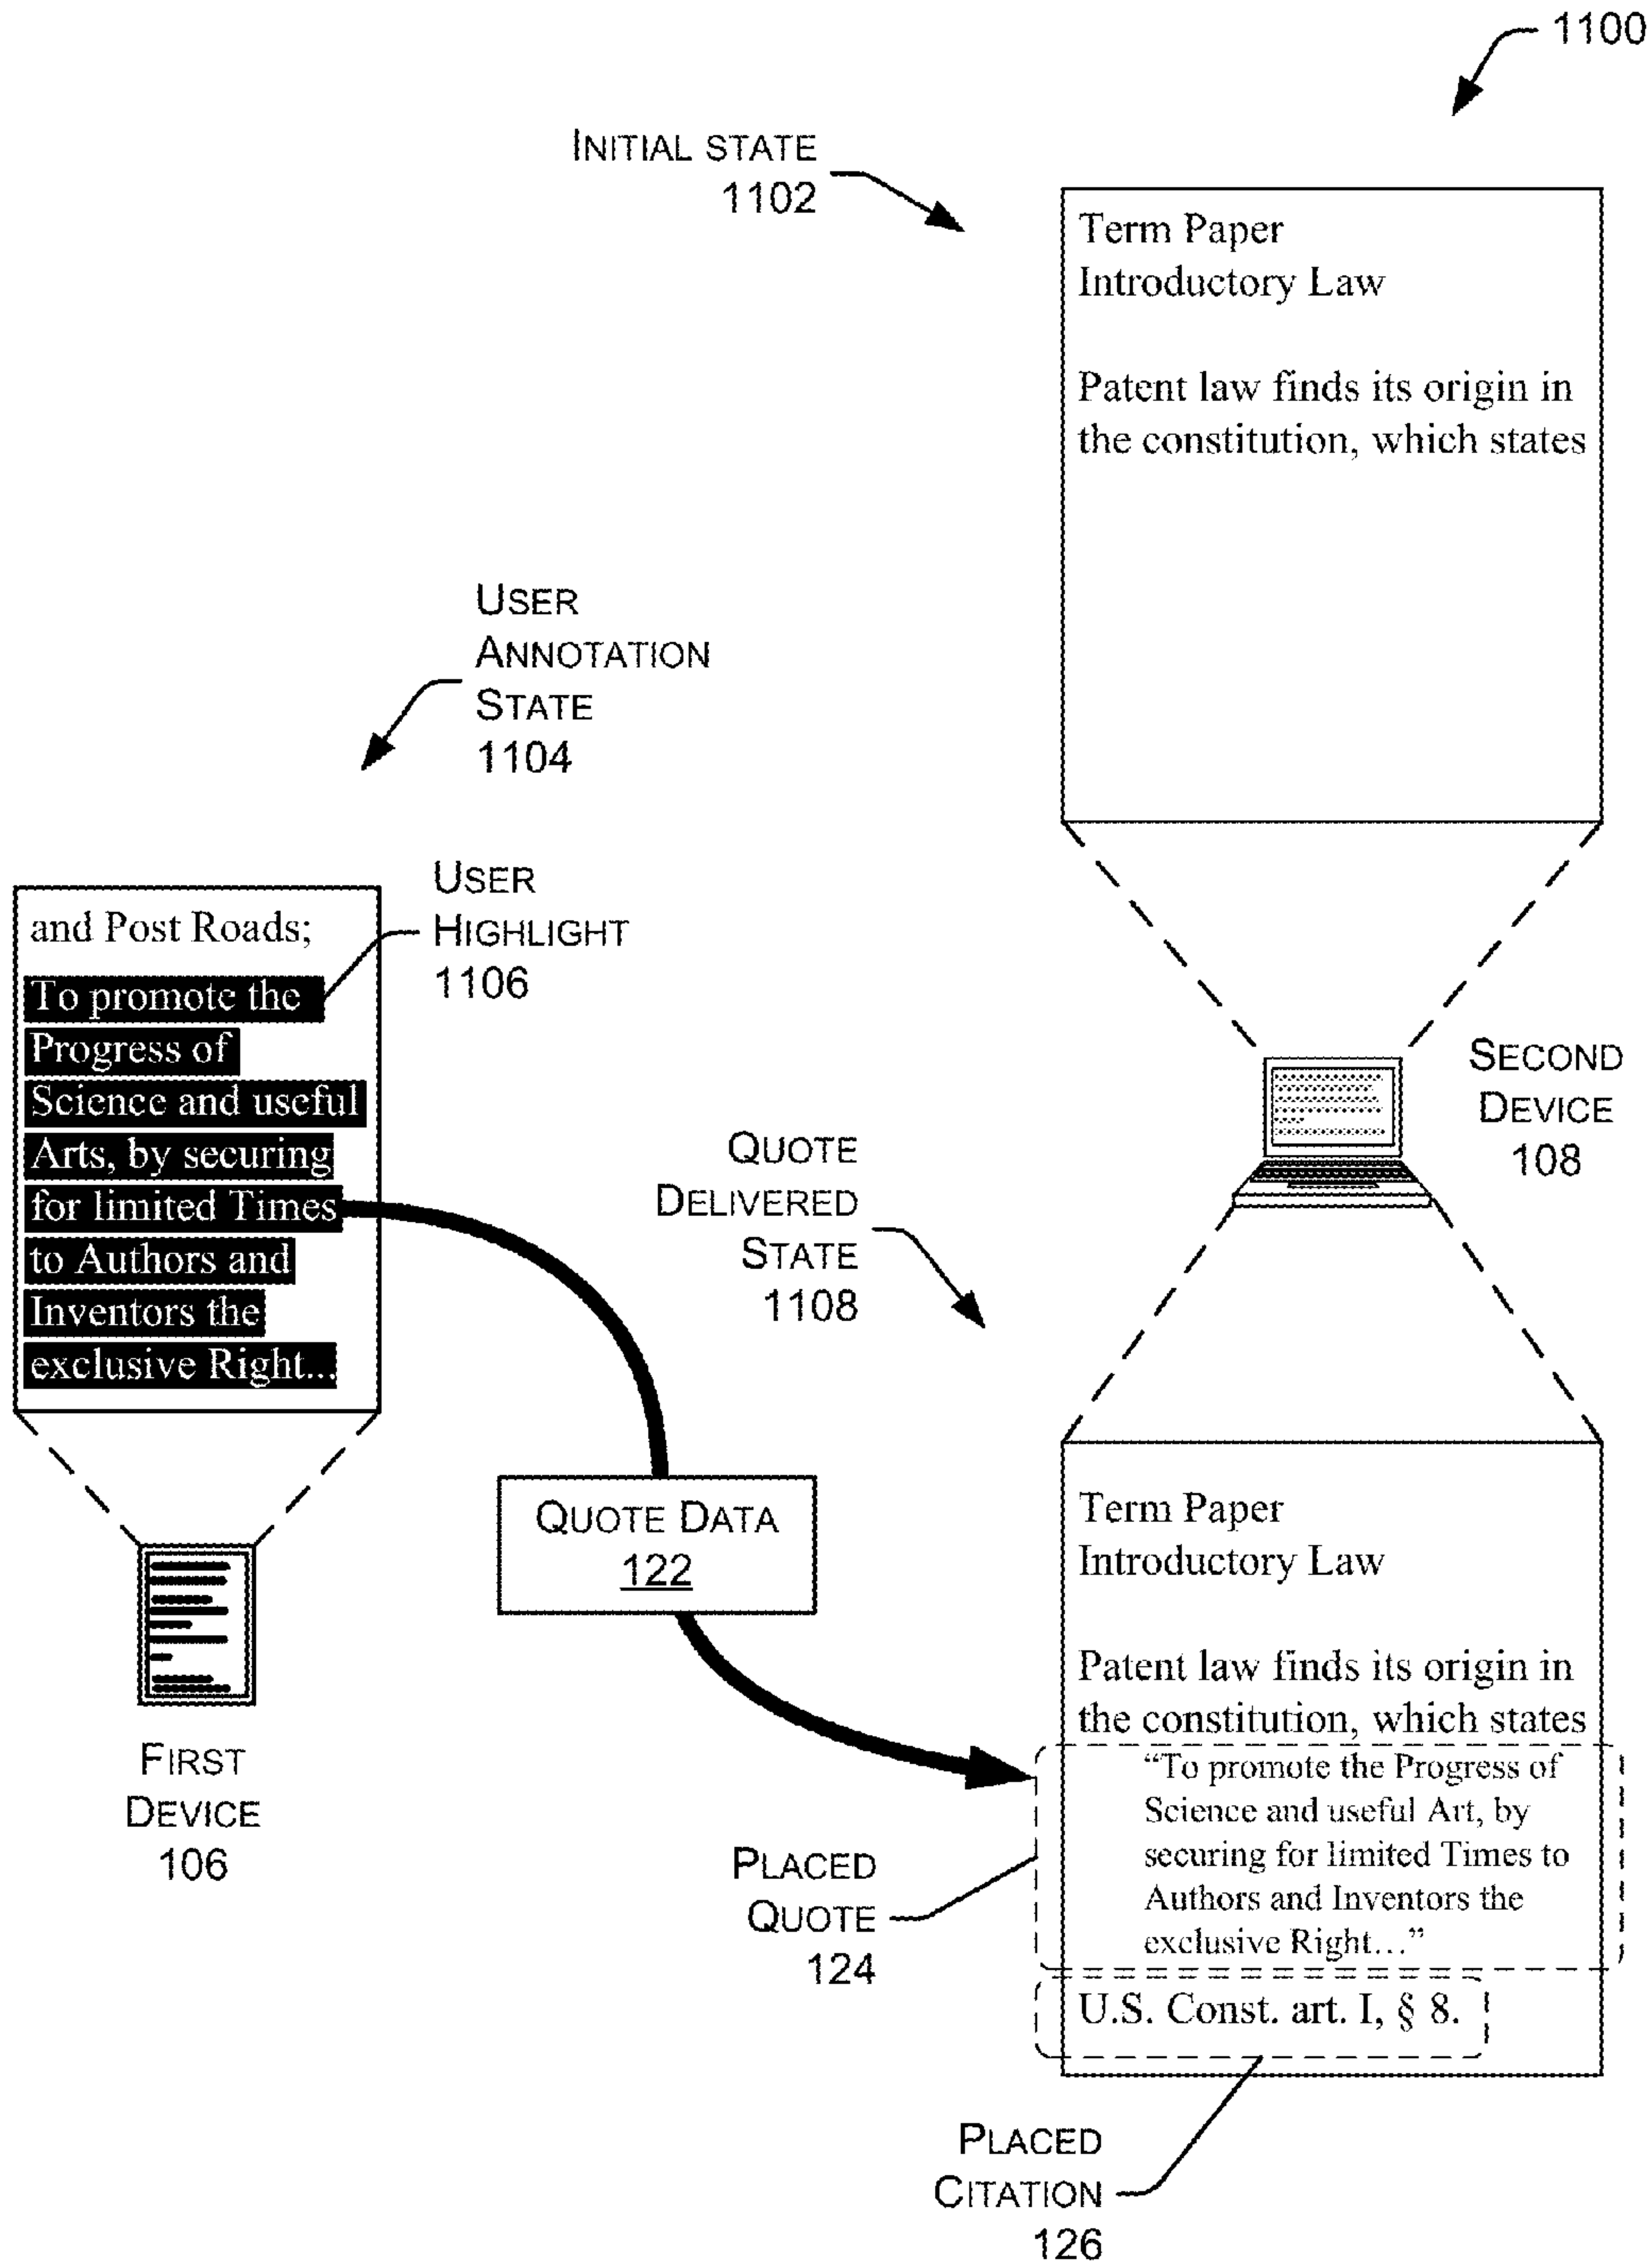 1100
INITIAL STATE
1102
Term Paper
Introductory Law
Patent law finds its origin in
the constitution, which states
USER
ANNOTATION
STATE
1104
USER
HIGHLIGHT
1106
and Post Roads;
To promote the
Progress of
Science and useful
Arts, by securing
for limited Times
to Authors and
Inventors the
exclusive Right...
FIRST
DEVICE
106
SECOND
DEVICE
108
QUOTE
DELIVERED
STATE
1108
QUOTE DATA
122
Term Paper
Introductory Law
Patent law finds its origin in
the constitution, which states
“To promote the Progress of
Science and useful Art, by
securing for limited Times to
Authors and Inventors the
exclusive Right…”
U.S. Const. art. I, § 8.
PLACED
QUOTE
124
PLACED
CITATION
126